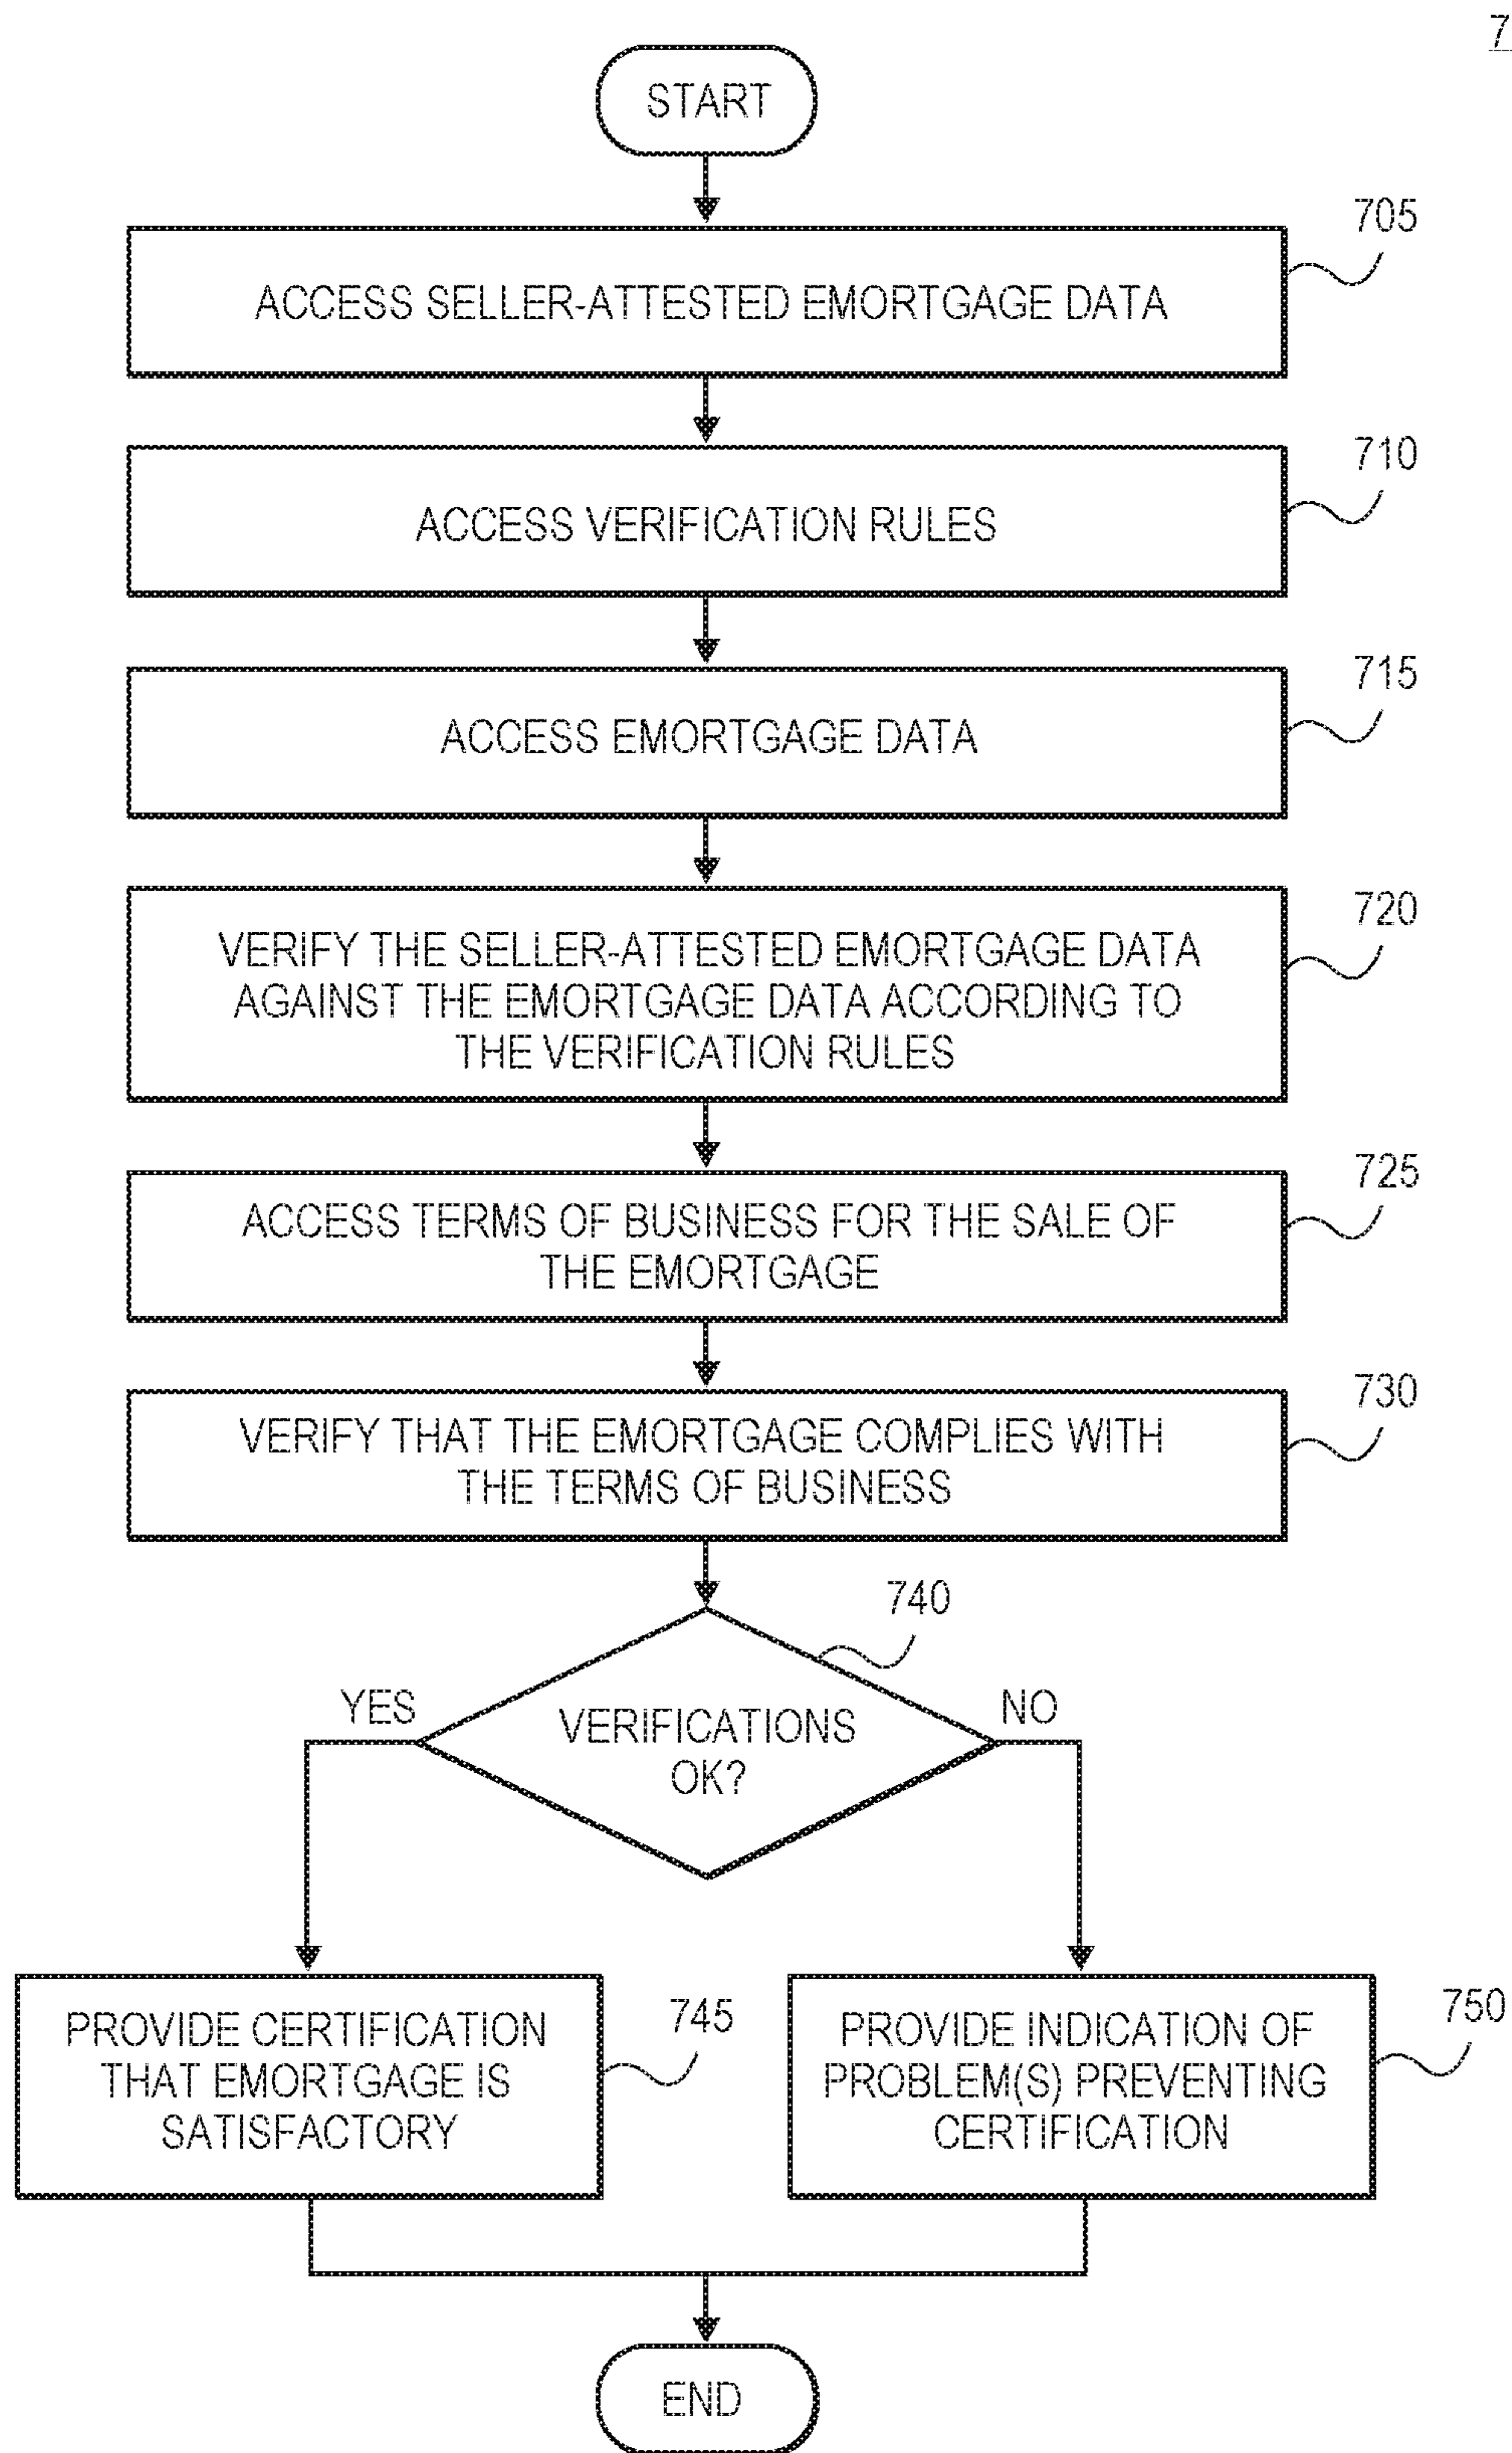 7
START
705
ACCESS SELLER-ATTESTED EMORTGAGE DATA
710
ACCESS VERIFICATION RULES
715
ACCESS EMORTGAGE DATA
720
VERIFY THE SELLER-ATTESTED EMORTGAGE DATA
AGAINST THE EMORTGAGE DATA ACCORDING TO
THE VERIFICATION RULES
725
ACCESS TERMS OF BUSINESS FOR THE SALE OF
THE EMORTGAGE
730
VERIFY THAT THE EMORTGAGE COMPLIES WITH
THE TERMS OF BUSINESS
740
YES
NO
VERIFICATIONS
OK?
PROVIDE CERTIFICATION
THAT EMORTGAGE IS
SATISFACTORY
745
PROVIDE INDICATION OF
PROBLEM(S) PREVENTING
CERTIFICATION
750
END